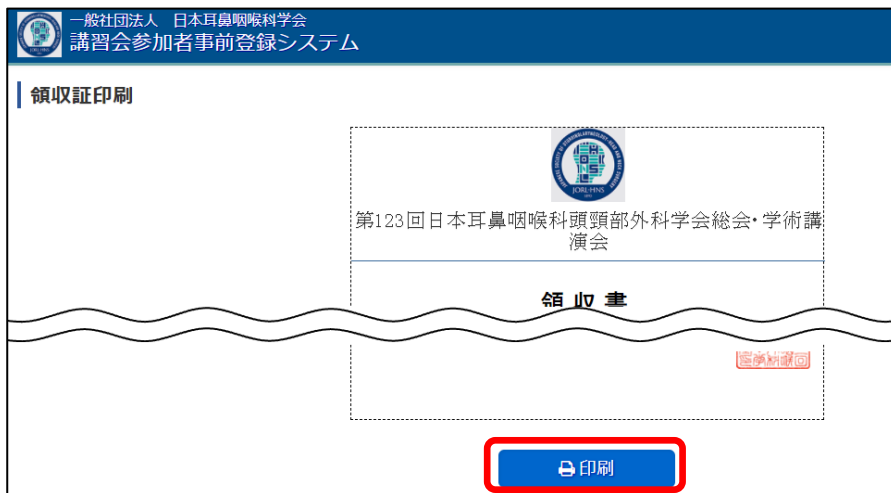 一般社団法人　日本耳鼻咽喉科学会
講習会参加者事前登録システム
領収証印刷
JORL-HNS
第123回日本耳鼻咽喉科頭頸部外科学会総会・学術講
演会
領 収 書
印刷